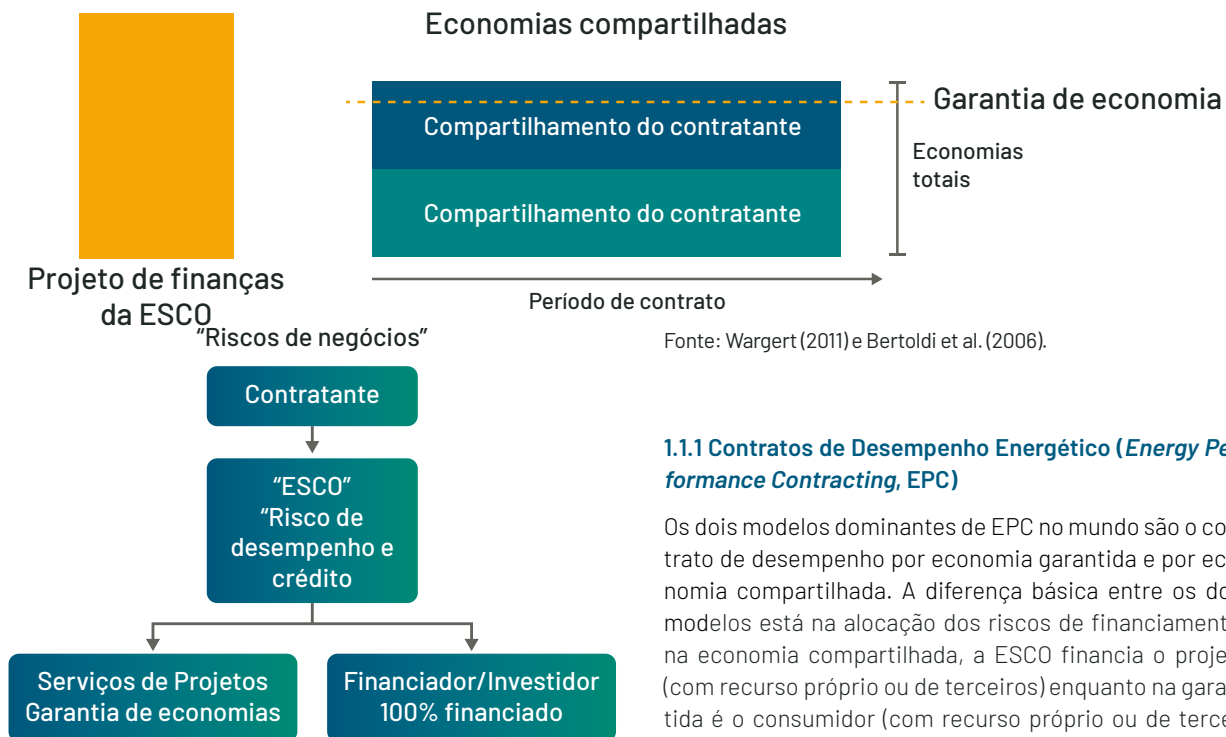 Economias compartilhadas
Garantia de economia
Compartilhamento do contratante
Economias
totais
Compartilhamento do contratante
Projeto de finanças
da ESCO
Período de contrato
"Riscos de negócios"
Contratante
"ESCO"
"Risco de
desempenho e
crédito
Serviços de Projetos
Garantia de economias
Financiador/Investidor
100% financiado
Fonte: Wargert (2011) e Bertoldi et al. (2006).
1.1.1 Contratos de Desempenho Energético (Energy Pe
formance Contracting, EPC)
Os dois modelos dominantes de EPC no mundo são o co
trato de desempenho por economia garantida e por ec
nomia compartilhada. A diferença básica entre os do
modelos está na alocação dos riscos de financiament
na economia compartilhada, a ESCO financia o proje
(com recurso próprio ou de terceiros) enquanto na gara
tida é o consumidor (com recurso próprio ou de terce